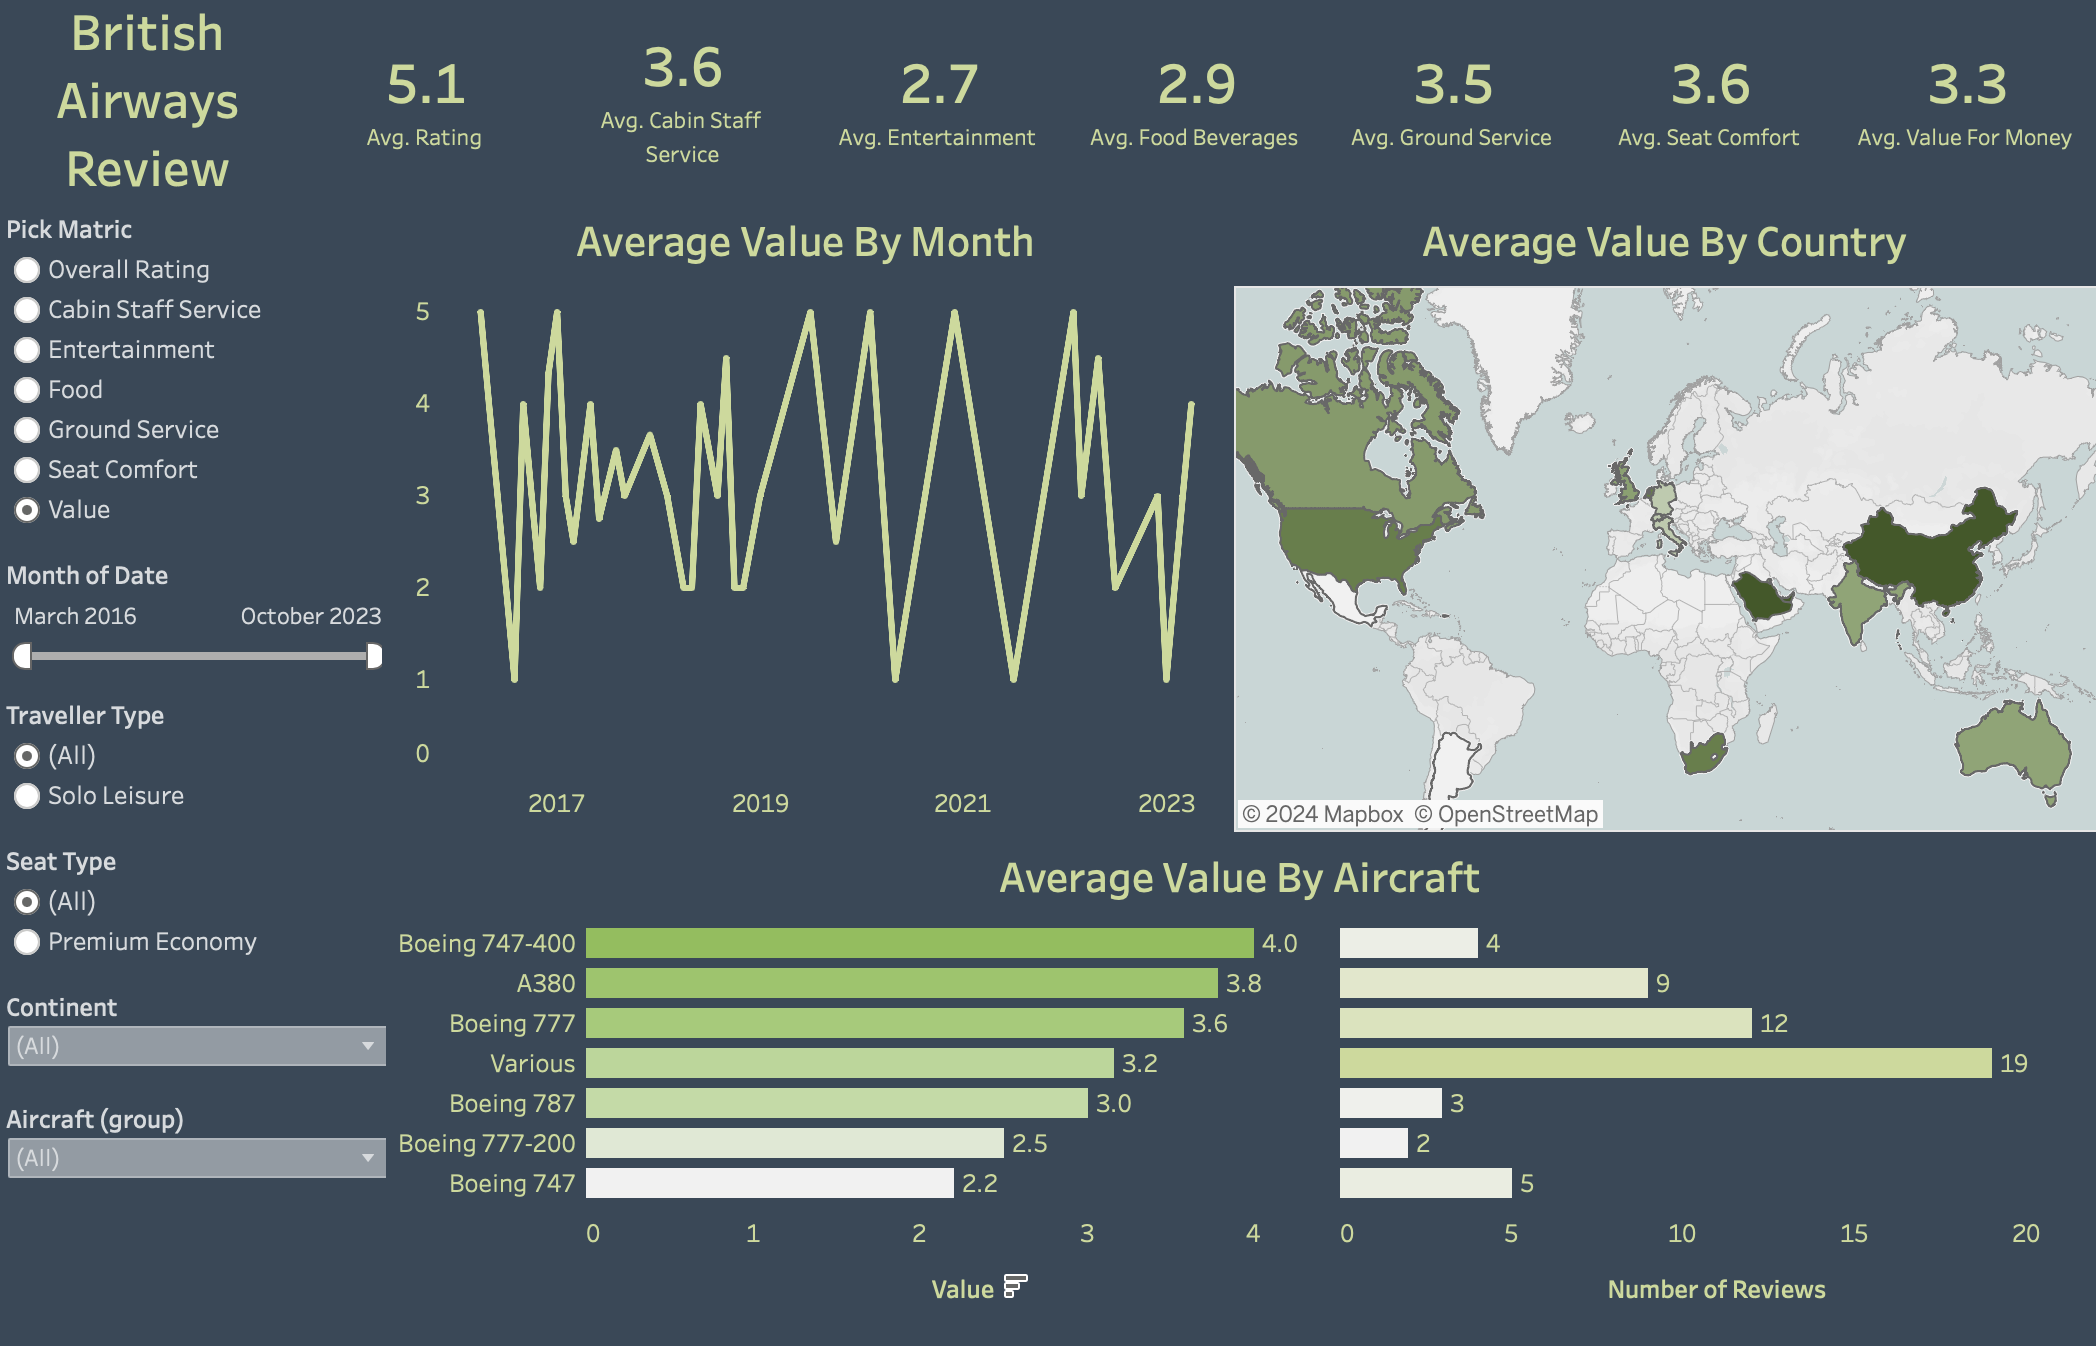 British
Airways
Review
5.1
Avg. Rating
3.6
Avg. Cabin Staff
Service
2.7
Avg. Entertainment
2.9
Avg. Food Beverages
3.5
Avg. Ground Service
3.6
Avg. Seat Comfort
3.3
Avg. Value For Money
Pick Matric
Overall Rating
Cabin Staff Service
Entertainment
Food
Ground Service
Seat Comfort
Value
Month of Date
March 2016 October 2023
Traveller Type
(All)
Solo Leisure
Seat Type
(All)
Premium Economy
Continent
(All)
Aircraft (group)
(All)
Average Value By Month
5
4
3
2
1
0
2017 2019 2021 2023
Average Value By Country
© 2024 Mapbox © OpenStreetMap
Average Value By Aircraft
Boeing 747-400 4.0 4
A380 3.8 9
Boeing 777 3.6 12
Various 3.2 19
Boeing 787 3.0 3
Boeing 777-200 2.5 2
Boeing 747 2.2 5
0 1 2 3 4 0 5 10 15 20
Value Number of Reviews